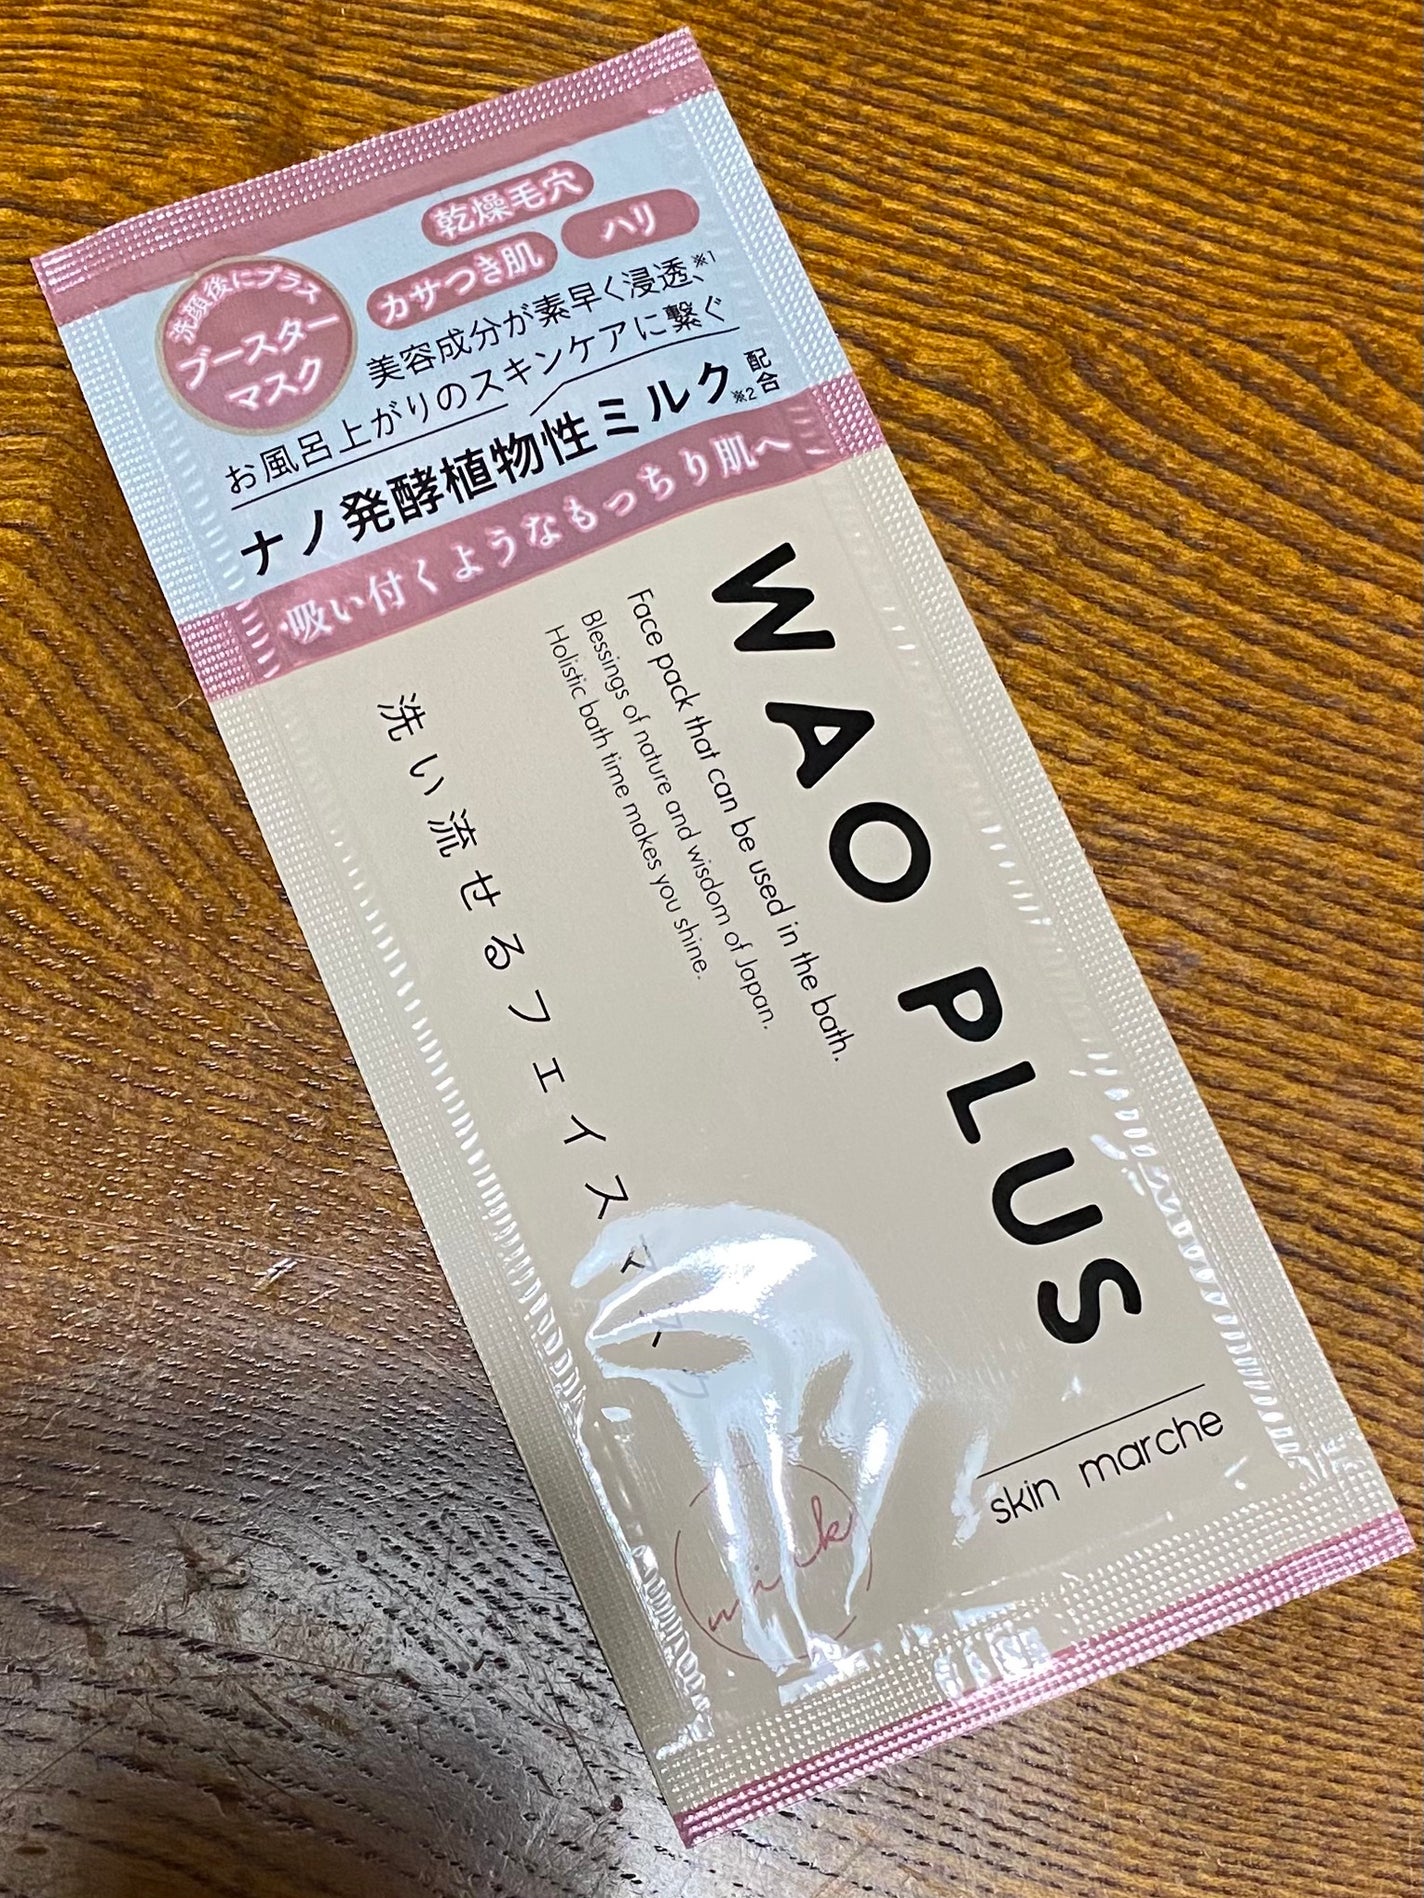 乾燥毛穴
カサつき肌
ハリ
洗顔後にプラス
ブースター
マスク
美容成分が素早く浸透、※1
お風呂上がりのスキンケアに繋ぐ
ナノ発酵植物性ミルク※2配合
吸い付くようなもっちり肌へ
WAO PLUS
Face pack that can be used in the bath.
Blessings of nature and wisdom of Japan.
Holistic bath time makes you shine.
洗い流せるフェイスマスク
skin marche